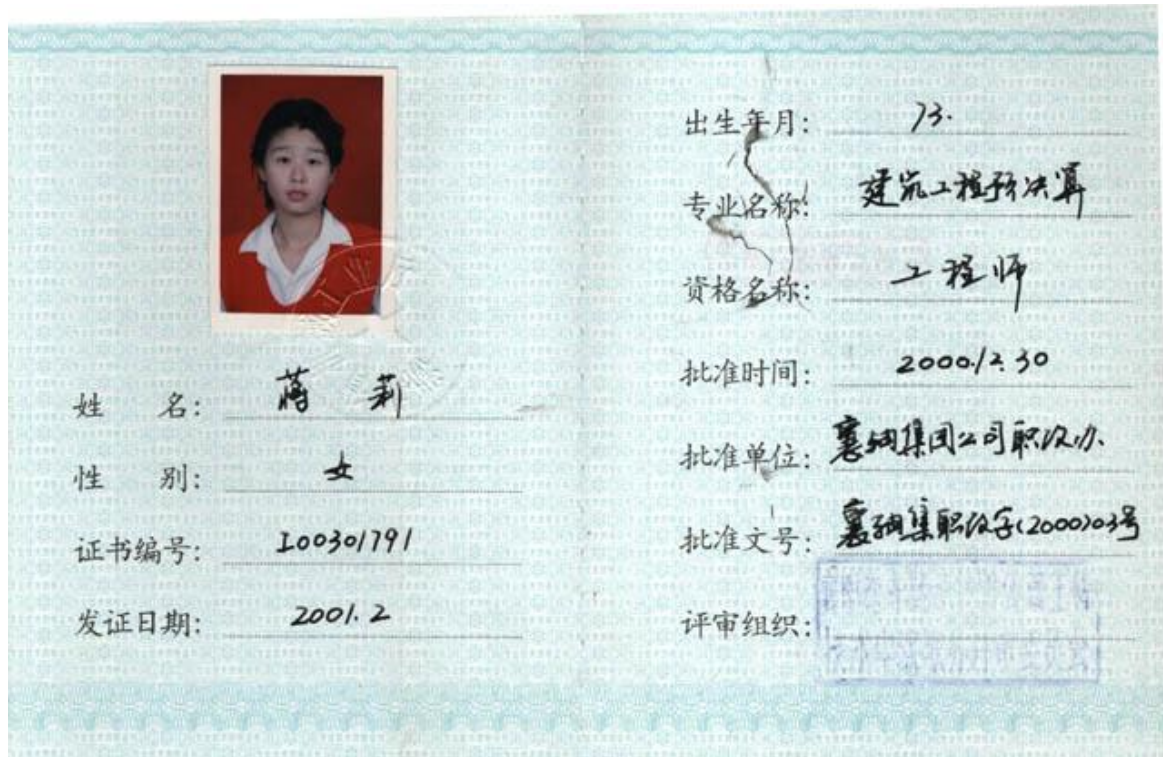 姓 名: 蒋 莉
性 别: 女
证书编号: I00301791
发证日期: 2001.2
出生年月: 73.
专业名称: 建筑工程预决算
资格名称: 工程师
批准时间: 2000.12.30
批准单位: 襄轴集团公司职改办
批准文号: 襄轴集职改字(2000)03号
评审组织: